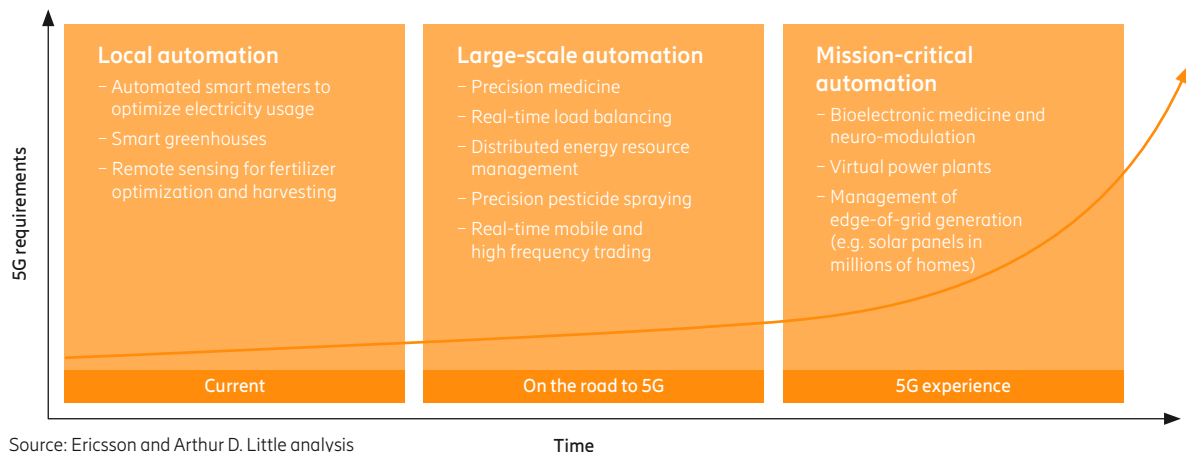 5G requirements
Local automation
– Automated smart meters to
optimize electricity usage
– Smart greenhouses
– Remote sensing for fertilizer
optimization and harvesting
Current
Large-scale automation
– Precision medicine
– Real-time load balancing
– Distributed energy resource
management
– Precision pesticide spraying
– Real-time mobile and
high frequency trading
On the road to 5G
Mission-critical
automation
– Bioelectronic medicine and
neuro-modulation
– Virtual power plants
– Management of
edge-of-grid generation
(e.g. solar panels in
millions of homes)
5G experience
Time
Source: Ericsson and Arthur D. Little analysis